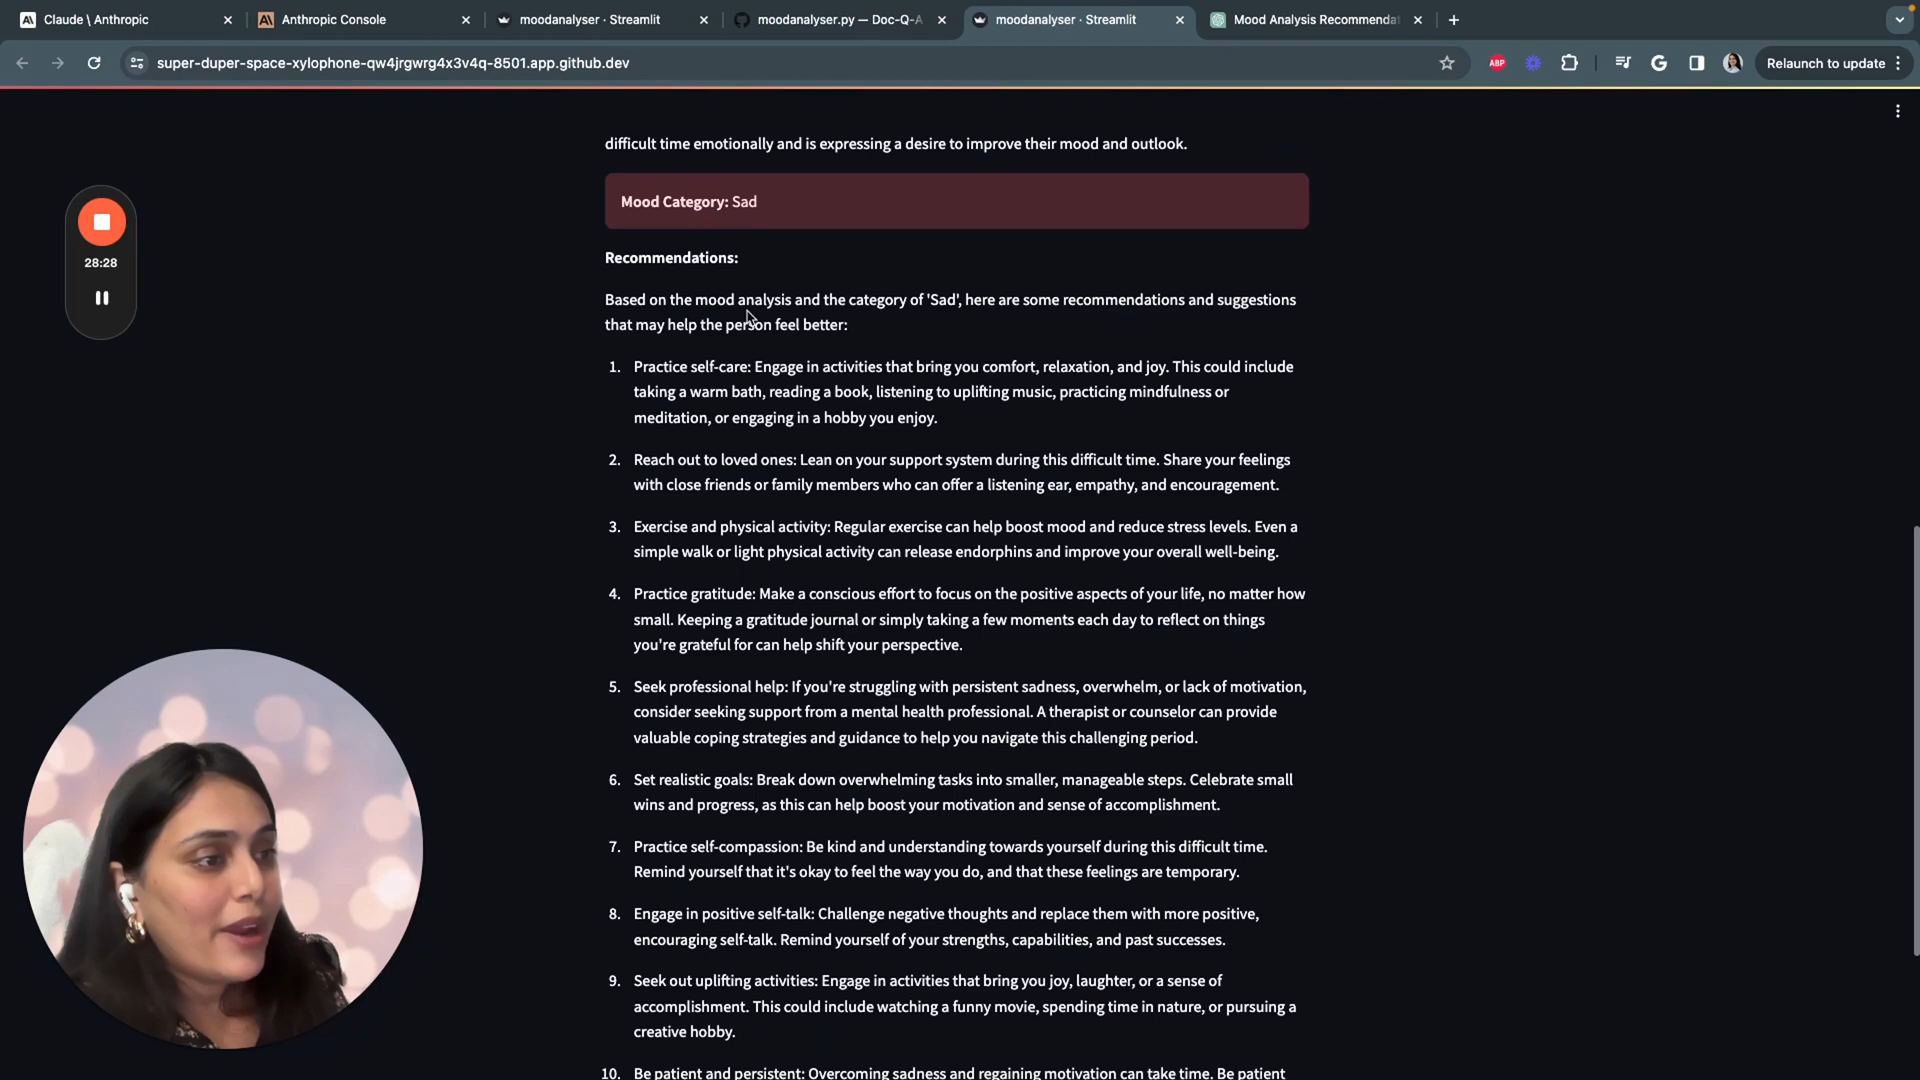 Claude \ Anthropic
Anthropic Console
moodanalyser · Streamlit
moodanalyser.py — Doc-Q-A
moodanalyser · Streamlit
Mood Analysis Recommendat
super-duper-space-xylophone-qw4jrgwrg4x3v4q-8501.app.github.dev
ABP
Relaunch to update
difficult time emotionally and is expressing a desire to improve their mood and outlook.
Mood Category: Sad
28:28
Recommendations:
Based on the mood analysis and the category of 'Sad', here are some recommendations and suggestions
that may help the person feel better:
1. Practice self-care: Engage in activities that bring you comfort, relaxation, and joy. This could include
taking a warm bath, reading a book, listening to uplifting music, practicing mindfulness or
meditation, or engaging in a hobby you enjoy.
2. Reach out to loved ones: Lean on your support system during this difficult time. Share your feelings
with close friends or family members who can offer a listening ear, empathy, and encouragement.
3. Exercise and physical activity: Regular exercise can help boost mood and reduce stress levels. Even a
simple walk or light physical activity can release endorphins and improve your overall well-being.
4. Practice gratitude: Make a conscious effort to focus on the positive aspects of your life, no matter how
small. Keeping a gratitude journal or simply taking a few moments each day to reflect on things
you're grateful for can help shift your perspective.
5. Seek professional help: If you're struggling with persistent sadness, overwhelm, or lack of motivation,
consider seeking support from a mental health professional. A therapist or counselor can provide
valuable coping strategies and guidance to help you navigate this challenging period.
6. Set realistic goals: Break down overwhelming tasks into smaller, manageable steps. Celebrate small
wins and progress, as this can help boost your motivation and sense of accomplishment.
7. Practice self-compassion: Be kind and understanding towards yourself during this difficult time.
Remind yourself that it's okay to feel the way you do, and that these feelings are temporary.
8. Engage in positive self-talk: Challenge negative thoughts and replace them with more positive,
encouraging self-talk. Remind yourself of your strengths, capabilities, and past successes.
9. Seek out uplifting activities: Engage in activities that bring you joy, laughter, or a sense of
accomplishment. This could include watching a funny movie, spending time in nature, or pursuing a
creative hobby.
10. Be patient and persistent: Overcoming sadness and regaining motivation can take time. Be patient